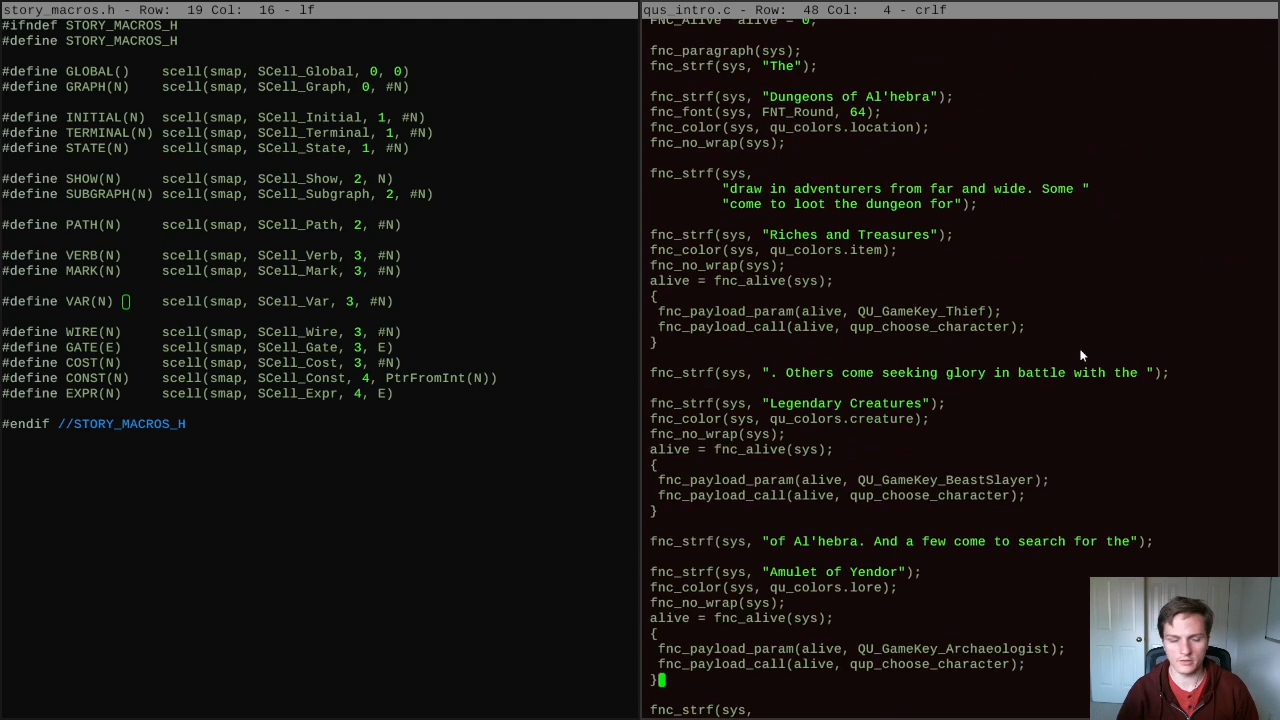 story_macros.h - Row:  19 Col:  16 - lf
#ifndef STORY_MACROS_H
#define STORY_MACROS_H
#define GLOBAL()    scell(smap, SCell_Global, 0, 0)
#define GRAPH(N)    scell(smap, SCell_Graph, 0, #N)
#define INITIAL(N)  scell(smap, SCell_Initial, 1, #N)
#define TERMINAL(N) scell(smap, SCell_Terminal, 1, #N)
#define STATE(N)    scell(smap, SCell_State, 1, #N)
#define SHOW(N)     scell(smap, SCell_Show, 2, N)
#define SUBGRAPH(N) scell(smap, SCell_Subgraph, 2, #N)
#define PATH(N)     scell(smap, SCell_Path, 2, #N)
#define VERB(N)     scell(smap, SCell_Verb, 3, #N)
#define MARK(N)     scell(smap, SCell_Mark, 3, #N)
#define VAR(N)      scell(smap, SCell_Var, 3, #N)
#define WIRE(N)     scell(smap, SCell_Wire, 3, #N)
#define GATE(E)     scell(smap, SCell_Gate, 3, E)
#define COST(N)     scell(smap, SCell_Cost, 3, #N)
#define CONST(N)    scell(smap, SCell_Const, 4, PtrFromInt(N))
#define EXPR(N)     scell(smap, SCell_Expr, 4, E)
#endif //STORY_MACROS_H
qus_intro.c - Row:  48 Col:   4 - crlf
FNC_Alive  alive = 0;
fnc_paragraph(sys);
fnc_strf(sys, "The");
fnc_strf(sys, "Dungeons of Al'hebra");
fnc_font(sys, FNT_Round, 64);
fnc_color(sys, qu_colors.location);
fnc_no_wrap(sys);
fnc_strf(sys,
"draw in adventurers from far and wide. Some "
"come to loot the dungeon for");
fnc_strf(sys, "Riches and Treasures");
fnc_color(sys, qu_colors.item);
fnc_no_wrap(sys);
alive = fnc_alive(sys);
{
fnc_payload_param(alive, QU_GameKey_Thief);
fnc_payload_call(alive, qup_choose_character);
}
fnc_strf(sys, ". Others come seeking glory in battle with the ");
fnc_strf(sys, "Legendary Creatures");
fnc_color(sys, qu_colors.creature);
fnc_no_wrap(sys);
alive = fnc_alive(sys);
{
fnc_payload_param(alive, QU_GameKey_BeastSlayer);
fnc_payload_call(alive, qup_choose_character);
}
fnc_strf(sys, "of Al'hebra. And a few come to search for the");
fnc_strf(sys, "Amulet of Yendor");
fnc_color(sys, qu_colors.lore);
fnc_no_wrap(sys);
alive = fnc_alive(sys);
{
fnc_payload_param(alive, QU_GameKey_Archaeologist);
fnc_payload_call(alive, qup_choose_character);
}
fnc_strf(sys,